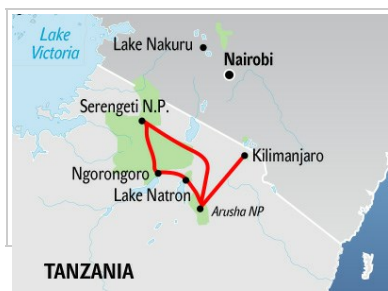 Lake
Victoria
Lake Nakuru
Nairobi
Serengeti N.P.
Kilimanjaro
Ngorongoro
Lake Natron
Arusha NP
TANZANIA